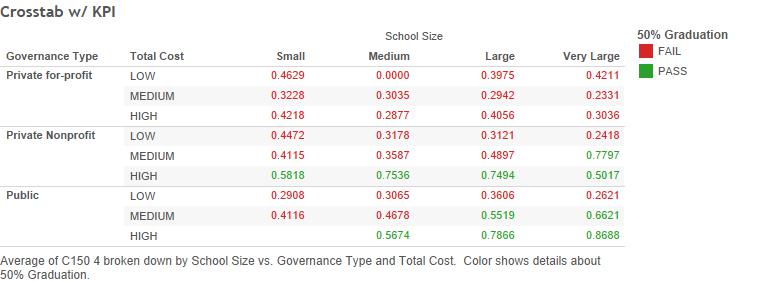 Crosstab w/ KPI
School Size
Governance Type Total Cost Small Medium Large Very Large
Private for-profit LOW 0.4629 0.0000 0.3975 0.4211
MEDIUM 0.3228 0.3035 0.2942 0.2331
HIGH 0.4218 0.2877 0.4056 0.3036
Private Nonprofit LOW 0.4472 0.3178 0.3121 0.2418
MEDIUM 0.4115 0.3587 0.4897 0.7797
HIGH 0.5818 0.7536 0.7494 0.5017
Public LOW 0.2908 0.3065 0.3606 0.2621
MEDIUM 0.4116 0.4678 0.5519 0.6621
HIGH 0.5674 0.7866 0.8688
Average of C150 4 broken down by School Size vs. Governance Type and Total Cost. Color shows details about
50% Graduation.
50% Graduation
FAIL
PASS